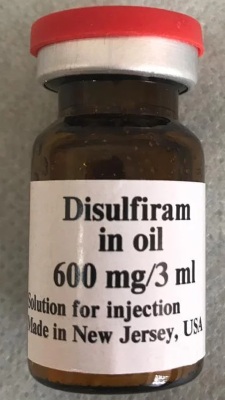 Disulfiram
in oil
600 mg/3 ml
Solution for injection
Made in New Jersey, USA